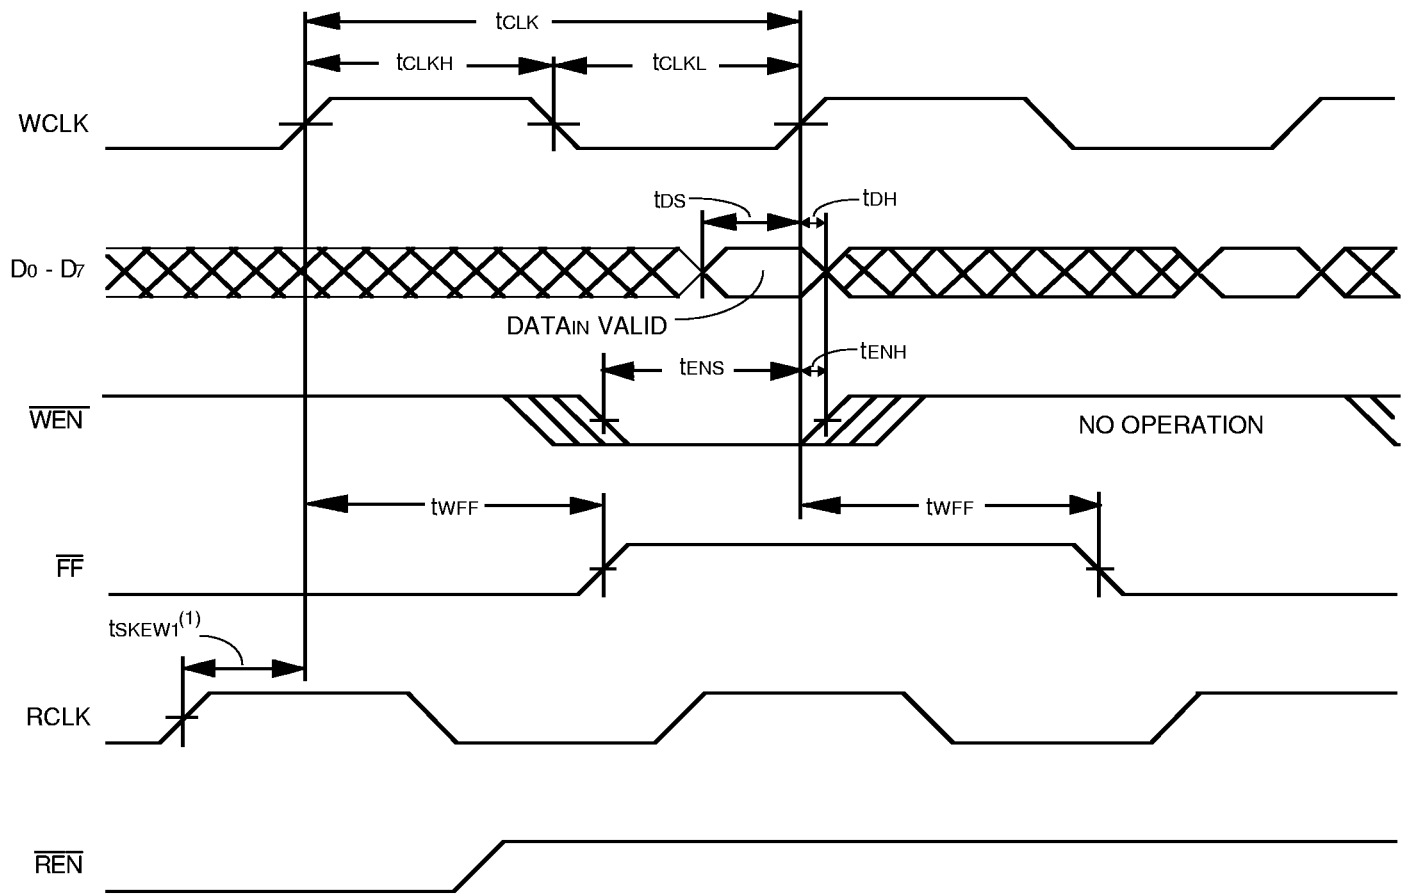 tCLK
tCLKH
tCLKL
WCLK
tDS
tDH
D0 - D7
DATAIN VALID
tENS
tENH
WEN
NO OPERATION
tWFF
tWFF
FF
tSKEW1(1)
RCLK
REN